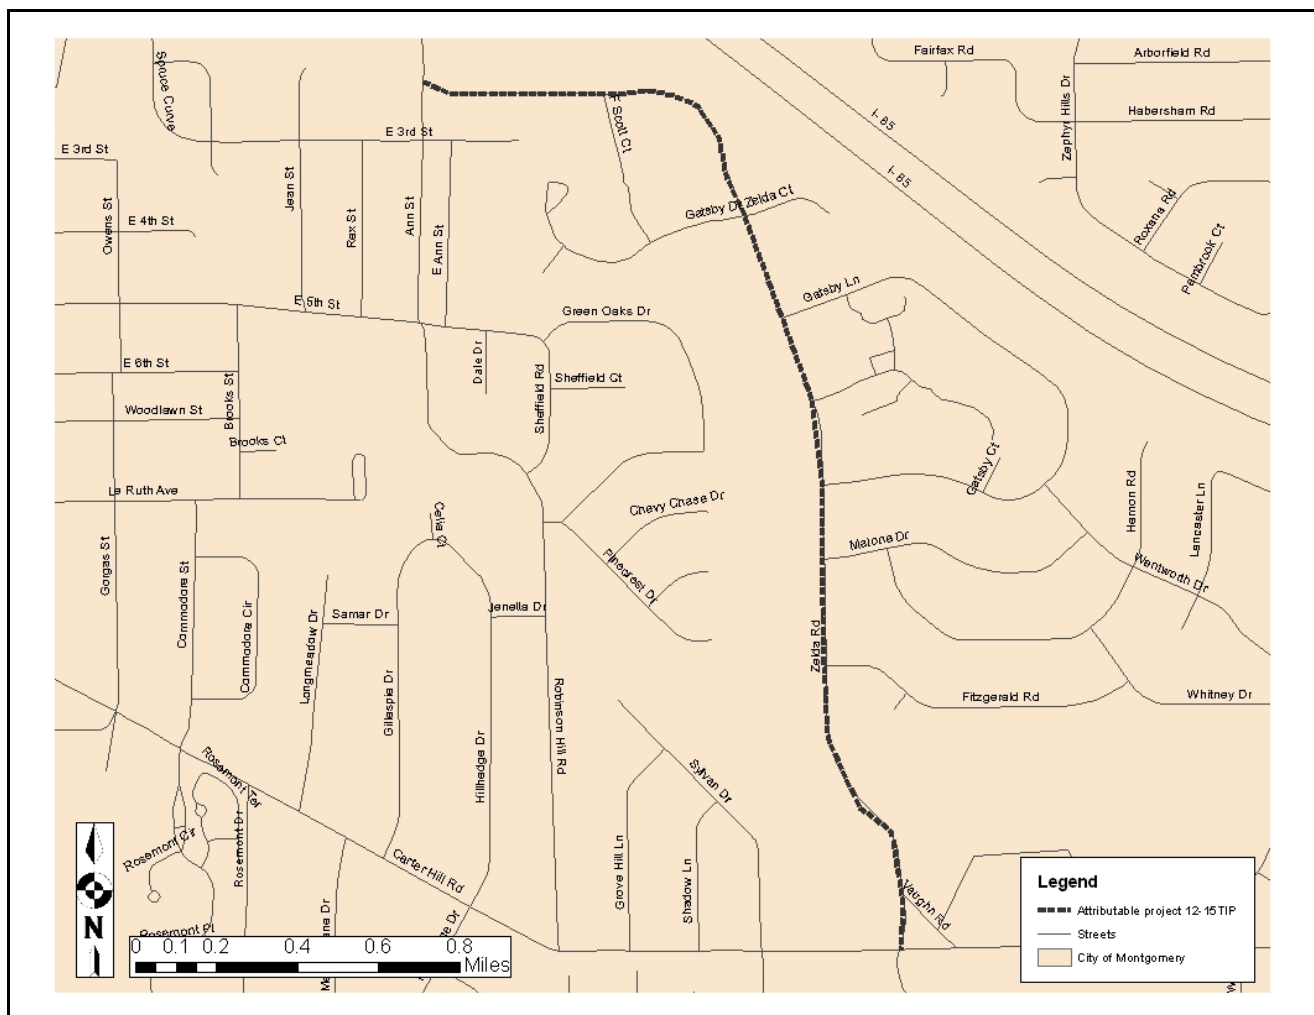 Fairfax Rd
Arborfield Rd
Spruce Curve
Zephyr Hills Dr
Habersham Rd
I-85
E 3rd St
Scott Ct
E 3rd St
I-85
Jean St
Gatsby Dr
Zelda Ct
Owens St
E 4th St
Rex St
Ann St
E Ann St
Roxana Rd
Pembrook Ct
Gatsby Ln
E 5th St
Green Oaks Dr
E 6th St
Dale Dr
Sheffield Rd
Sheffield Ct
Brooks St
Woodlawn St
Brooks Ct
Gatsby Ct
Le Ruth Ave
Chevy Chase Dr
Celia Ct
Hernon Rd
Lancaster Ln
Gorgas St
Matona Dr
Pinecrest Dr
Wentworth Dr
Commodore St
Commodore Cir
Longmeadow Dr
Samar Dr
Jenella Dr
Zelda Rd
Gillespie Dr
Robinson Hill Rd
Fitzgerald Rd
Whitney Dr
Hillhedge Dr
Rosemont Ter
Sylvan Dr
Rosemont Cir
Rosemont Dr
Carter Hill Rd
Grove Hill Ln
Shadow Ln
Vaughn Rd
Rosemont Pl
N
0 0.1 0.2 0.4 0.6 0.8
Miles
Legend
Attributable project 12-15TIP
Streets
City of Montgomery